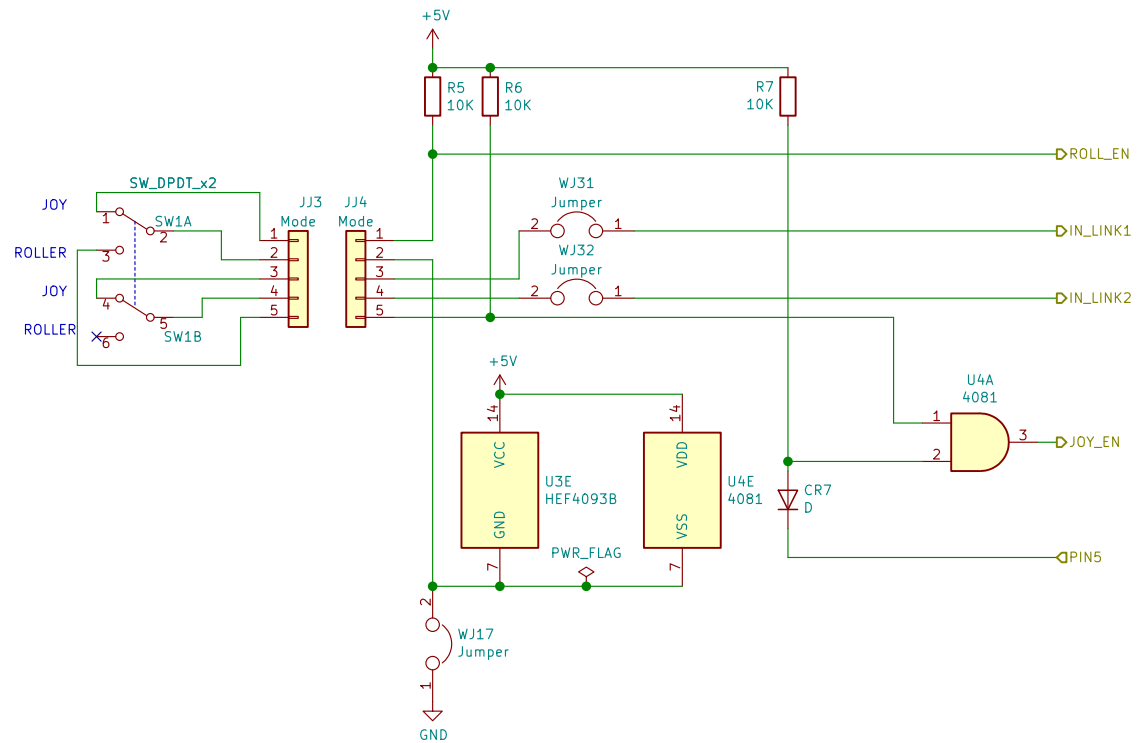 +5V
R5
10K
R6
10K
R7
10K
ROLL_EN
SW_DPDT_x2
JOY
1
SW1A
2
ROLLER
3
JOY
4
5
ROLLER
6
SW1B
JJ3
Mode
1
2
3
4
5
JJ4
Mode
1
2
3
4
5
WJ31
Jumper
2
1
IN_LINK1
WJ32
Jumper
2
1
IN_LINK2
+5V
14
VCC
GND
7
U3E
HEF4093B
14
VDD
VSS
7
U4E
4081
PWR_FLAG
U4A
4081
1
2
3
JOY_EN
CR7
D
PIN5
2
WJ17
Jumper
1
GND